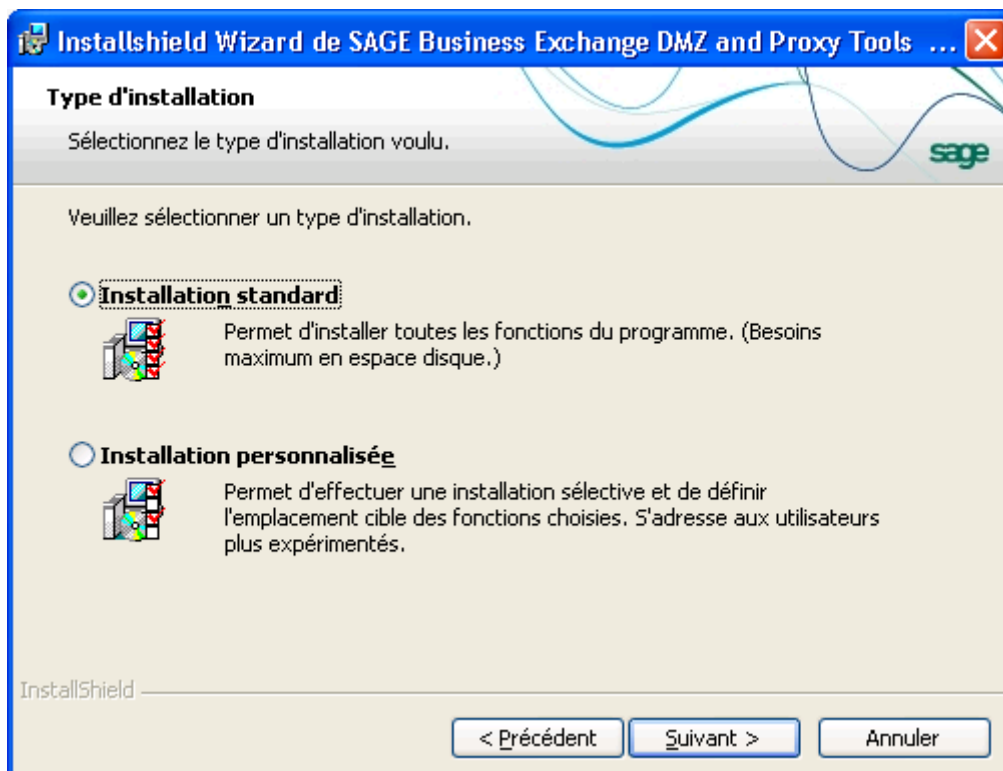 Installshield Wizard de SAGE Business Exchange DMZ and Proxy Tools ...
Type d'installation
Sélectionnez le type d'installation voulu.
sage
Veuillez sélectionner un type d'installation.
Installation standard
Permet d'installer toutes les fonctions du programme. (Besoins
maximum en espace disque.)
Installation personnalisée
Permet d'effectuer une installation sélective et de définir
l'emplacement cible des fonctions choisies. S'adresse aux utilisateurs
plus expérimentés.
InstallShield
< Précédent
Suivant >
Annuler